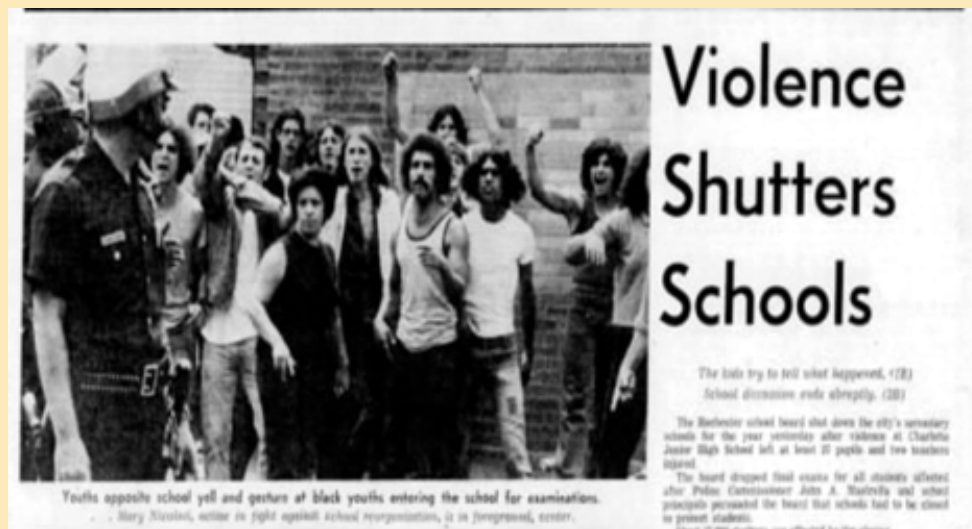 Violence
Shutters
Schools
The kids try to tell what happened, (1B)
School discussion ends abruptly. (2B)
The Rochester school board shut down the city's secondary
schools for the year yesterday after violence at Charlotte
Junior High School left at least pupils and two teachers
injured.
The board dropped final exams for all students affected
after Police Commissioner John A. Mastrella and school
principals persuaded the board that schools had to be closed
to protect students.
Youths opposite school yell and gesture at black youths entering the school for examinations.
. . Mary Nicolosi, active in fight against school reorganization, is in foreground, center.